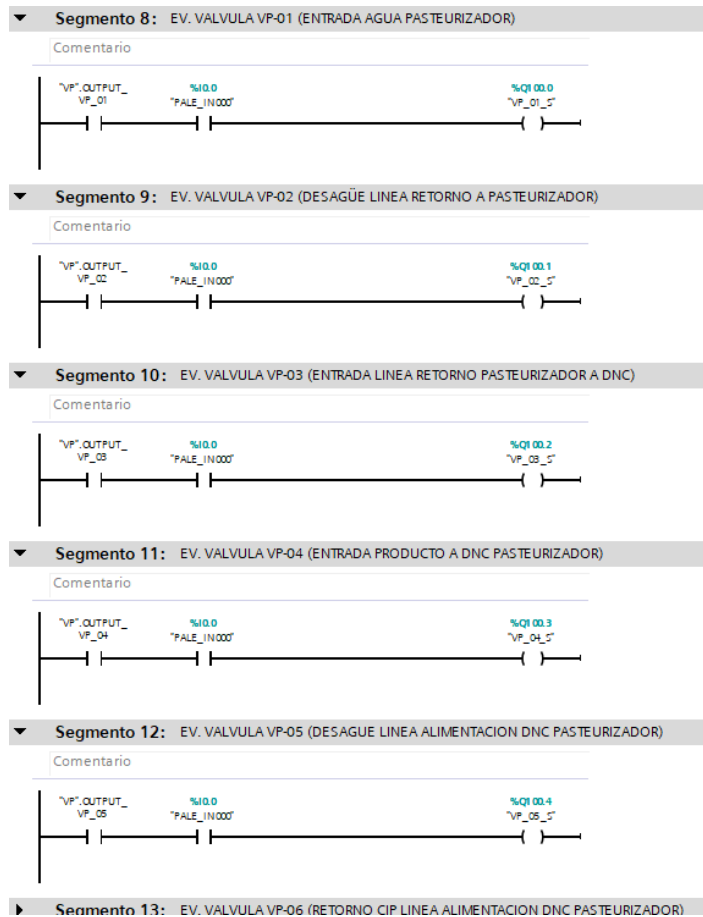 Segmento 8: EV. VALVULA VP-01 (ENTRADA AGUA PASTEURIZADOR)
Comentario
"VP".OUTPUT_ %I0.0 %Q100.0
VP_01 "PALE_IN000" "VP_01_S"
Segmento 9: EV. VALVULA VP-02 (DESAGÜE LINEA RETORNO A PASTEURIZADOR)
Comentario
"VP".OUTPUT_ %I0.0 %Q100.1
VP_02 "PALE_IN000" "VP_02_S"
Segmento 10: EV. VALVULA VP-03 (ENTRADA LINEA RETORNO PASTEURIZADOR A DNC)
Comentario
"VP".OUTPUT_ %I0.0 %Q100.2
VP_03 "PALE_IN000" "VP_03_S"
Segmento 11: EV. VALVULA VP-04 (ENTRADA PRODUCTO A DNC PASTEURIZADOR)
Comentario
"VP".OUTPUT_ %I0.0 %Q100.3
VP_04 "PALE_IN000" "VP_04_S"
Segmento 12: EV. VALVULA VP-05 (DESAGUE LINEA ALIMENTACION DNC PASTEURIZADOR)
Comentario
"VP".OUTPUT_ %I0.0 %Q100.4
VP_05 "PALE_IN000" "VP_05_S"
Segmento 13: EV. VALVULA VP-06 (RETORNO CIP LINEA ALIMENTACION DNC PASTEURIZADOR)